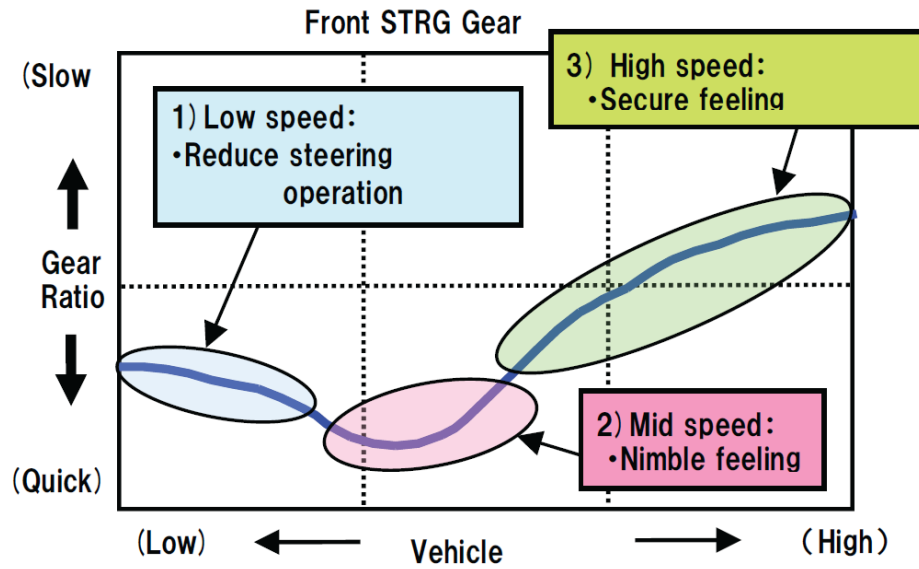 Front STRG Gear
(Slow
3) High speed:
・Secure feeling
1) Low speed:
・Reduce steering
operation
Gear
Ratio
2) Mid speed:
・Nimble feeling
(Quick)
(Low)
Vehicle
(High)